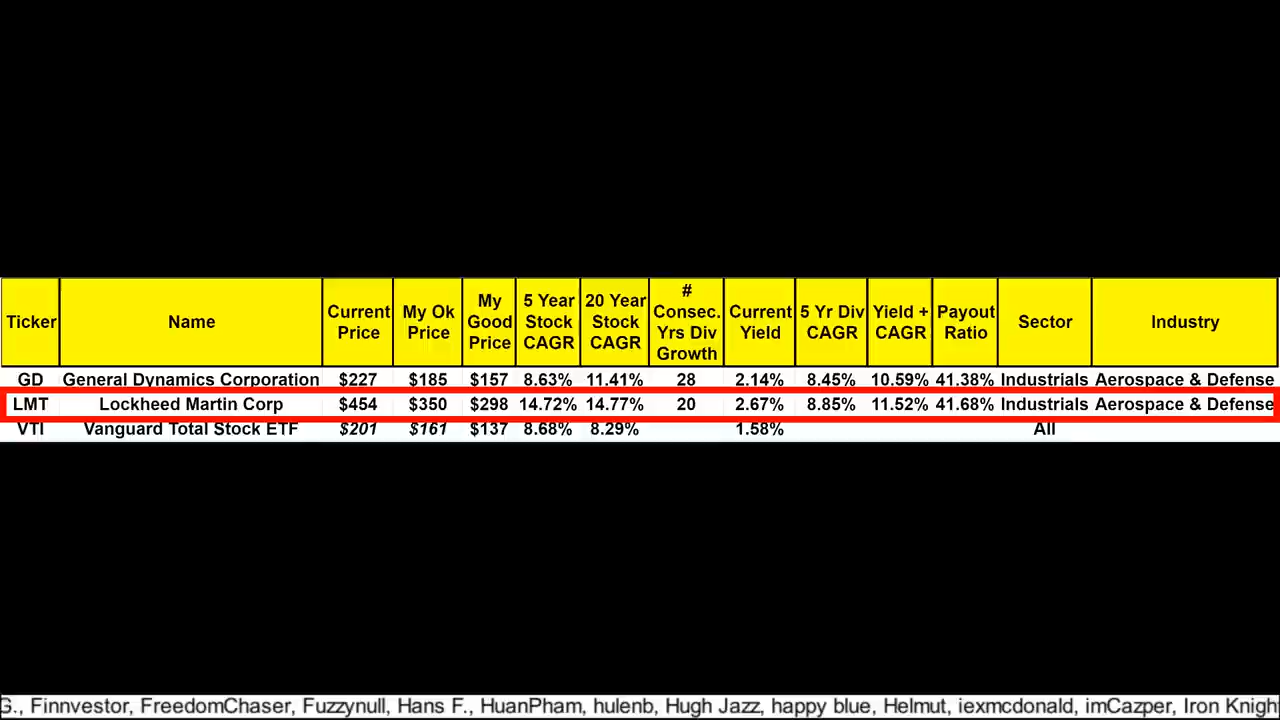 Ticker Name Current Price My Ok Price My Good Price 5 Year Stock CAGR 20 Year Stock CAGR # Consec. Yrs Div Growth Current Yield 5 Yr Div CAGR Yield + CAGR Payout Ratio Sector Industry
GD General Dynamics Corporation $227 $185 $157 8.63% 11.41% 28 2.14% 8.45% 10.59% 41.38% Industrials Aerospace & Defense
LMT Lockheed Martin Corp $454 $350 $298 14.72% 14.77% 20 2.67% 8.85% 11.52% 41.68% Industrials Aerospace & Defense
VTI Vanguard Total Stock ETF $201 $161 $137 8.68% 8.29% 1.58% All
G., Finnvestor, FreedomChaser, Fuzzynull, Hans F., HuanPham, hulenb, Hugh Jazz, happy blue, Helmut, iexmcdonald, imCazper, Iron Knigh